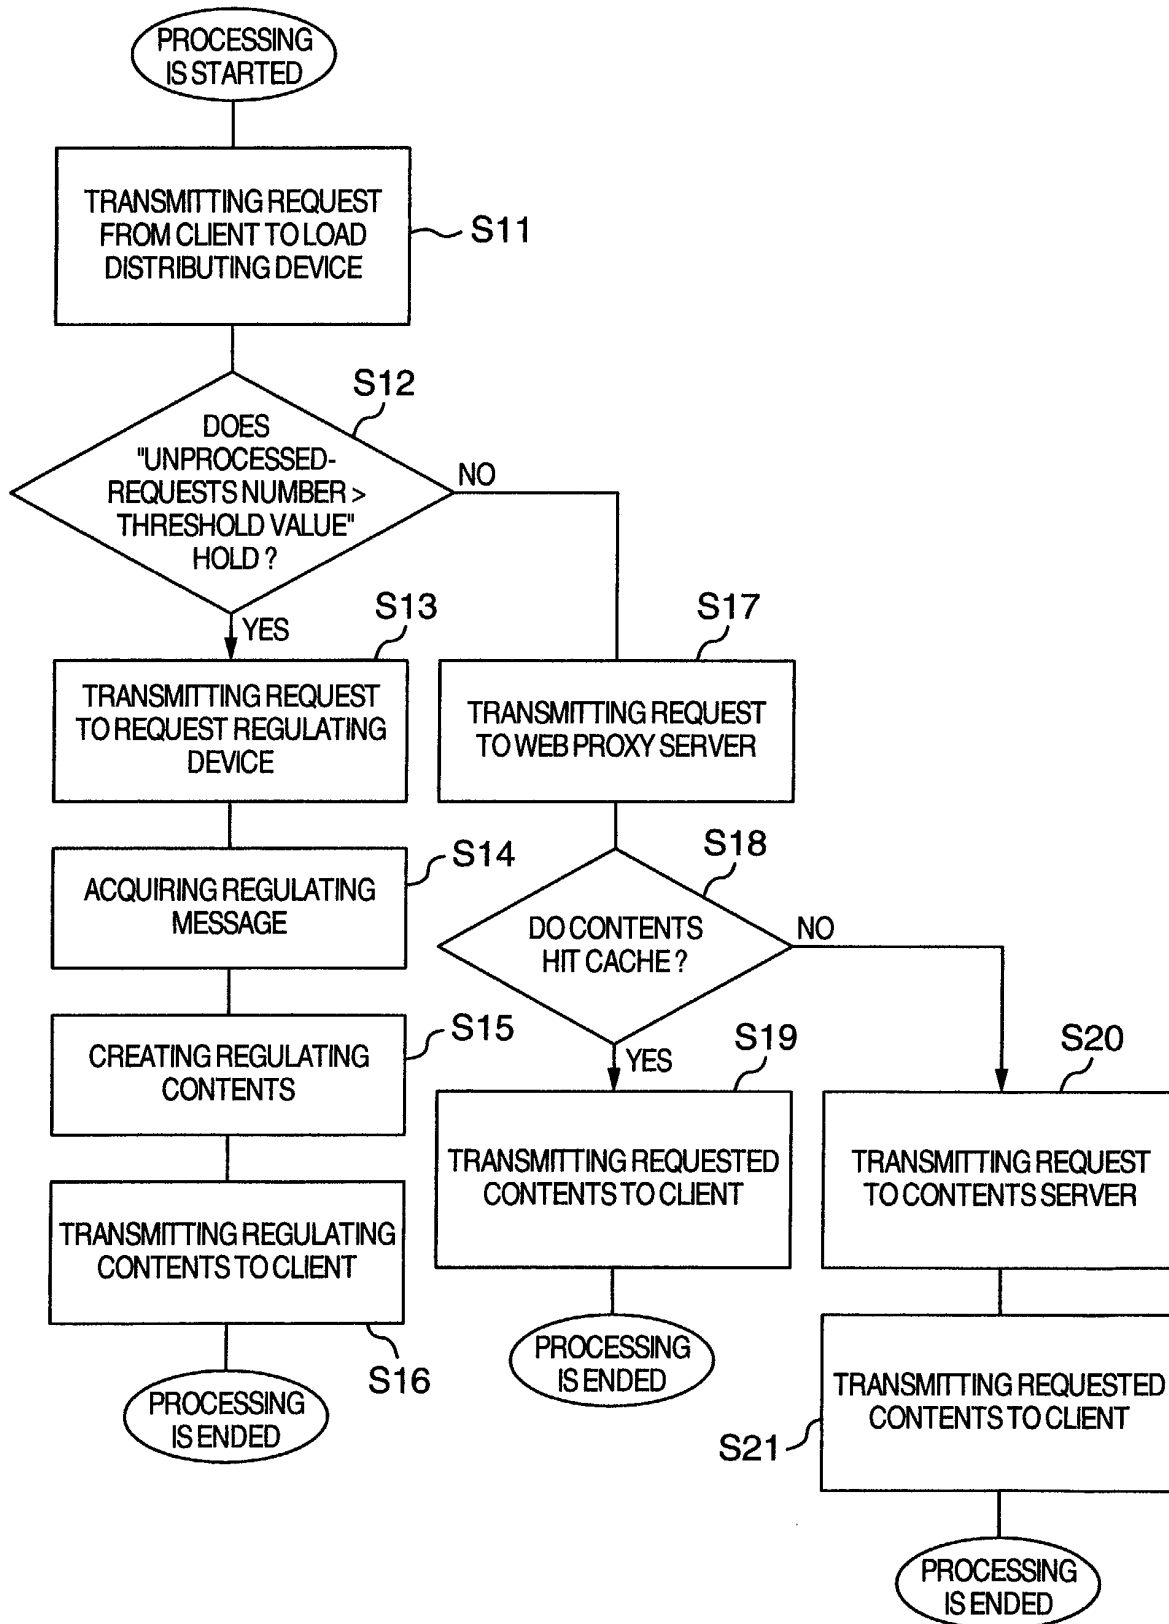 PROCESSING
IS STARTED
TRANSMITTING REQUEST
FROM CLIENT TO LOAD
DISTRIBUTING DEVICE
S11
S12
DOES
"UNPROCESSED-
REQUESTS NUMBER >
THRESHOLD VALUE"
HOLD ?
NO
YES
S13
TRANSMITTING REQUEST
TO REQUEST REGULATING
DEVICE
S14
ACQUIRING REGULATING
MESSAGE
S15
CREATING REGULATING
CONTENTS
TRANSMITTING REGULATING
CONTENTS TO CLIENT
S16
PROCESSING
IS ENDED
S17
TRANSMITTING REQUEST
TO WEB PROXY SERVER
S18
DO CONTENTS
HIT CACHE ?
NO
YES
S19
TRANSMITTING REQUESTED
CONTENTS TO CLIENT
PROCESSING
IS ENDED
S20
TRANSMITTING REQUEST
TO CONTENTS SERVER
TRANSMITTING REQUESTED
CONTENTS TO CLIENT
S21
PROCESSING
IS ENDED